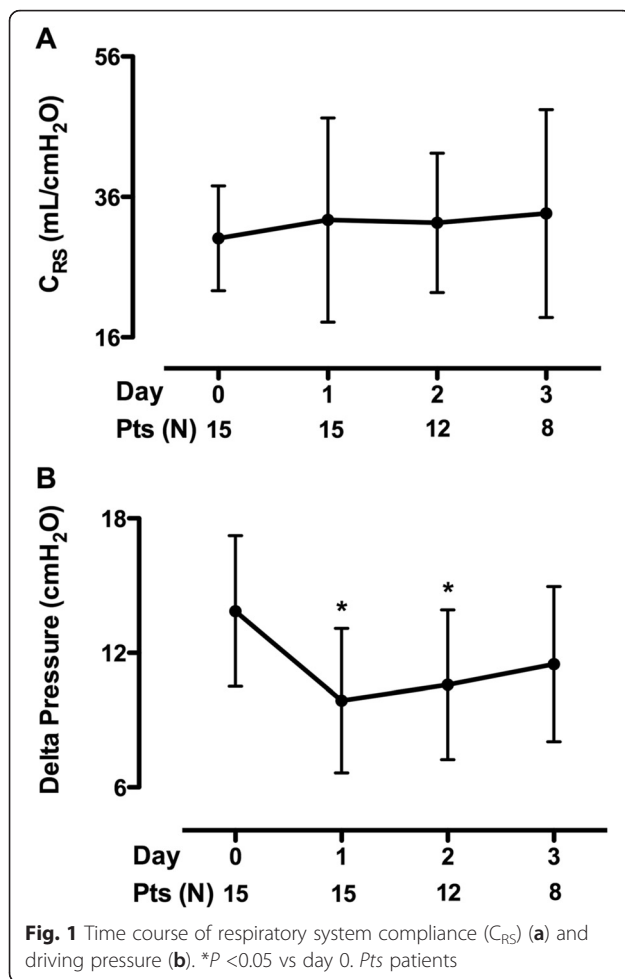 A
56
36
16
C_RS (mL/cmH₂O)
Day 0 1 2 3
Pts (N) 15 15 12 8
B
18
12
6
Delta Pressure (cmH₂O)
* *
Day 0 1 2 3
Pts (N) 15 15 12 8
Fig. 1 Time course of respiratory system compliance (C_RS) (a) and
driving pressure (b). *P <0.05 vs day 0. Pts patients